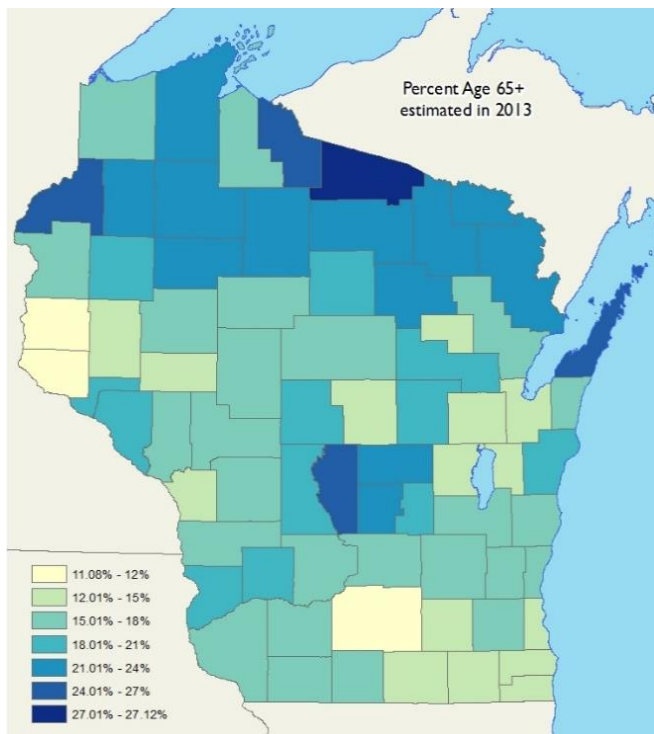 Percent Age 65+
estimated in 2013
11.08% - 12%
12.01% - 15%
15.01% - 18%
18.01% - 21%
21.01% - 24%
24.01% - 27%
27.01% - 27.12%